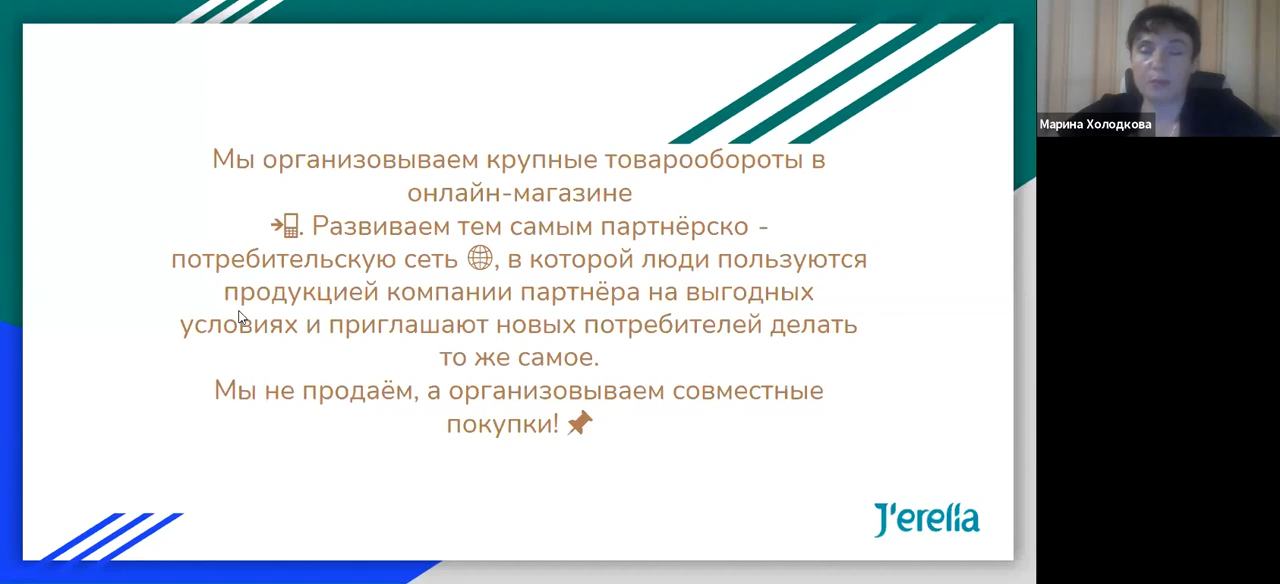 Мы организовываем крупные товарообороты в
онлайн-магазине
. Развиваем тем самым партнёрско -
потребительскую сеть , в которой люди пользуются
продукцией компании партнёра на выгодных
условиях и приглашают новых потребителей делать
то же самое.
Мы не продаём, а организовываем совместные
покупки!
J'erelia
Марина Холодкова